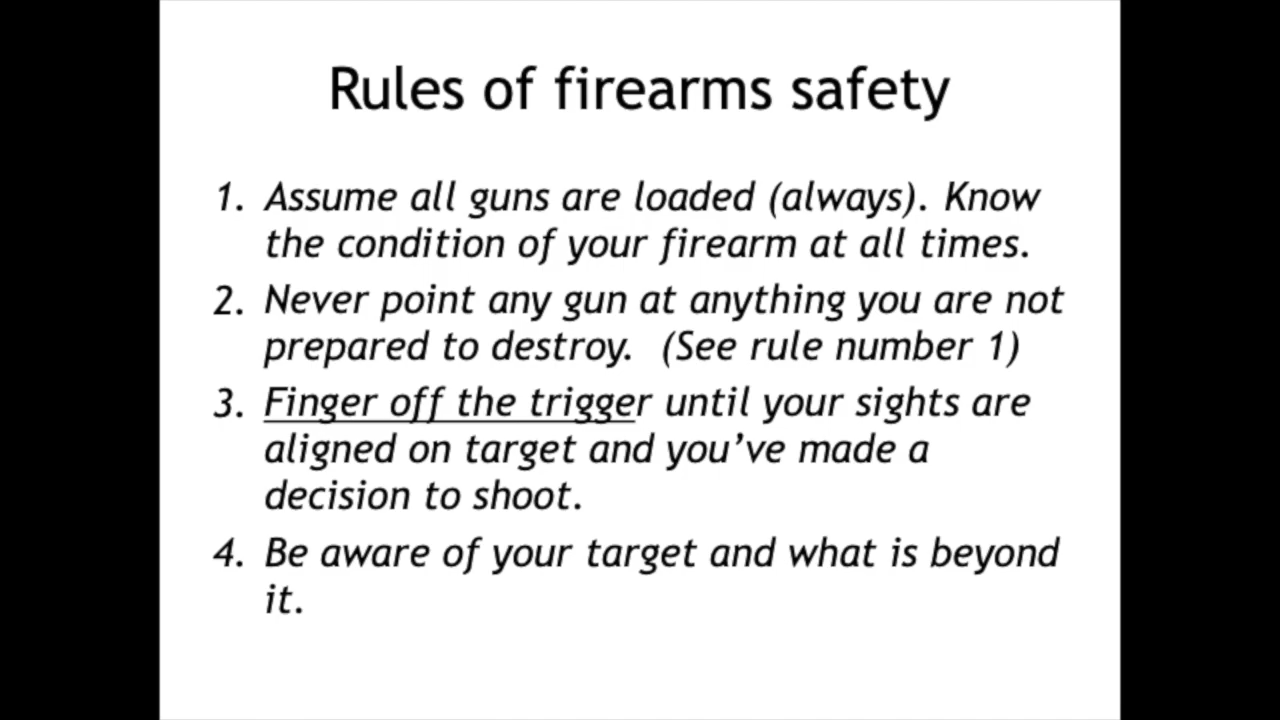 Rules of firearms safety
1. Assume all guns are loaded (always). Know
the condition of your firearm at all times.
2. Never point any gun at anything you are not
prepared to destroy.  (See rule number 1)
3. Finger off the trigger until your sights are
aligned on target and you’ve made a
decision to shoot.
4. Be aware of your target and what is beyond
it.